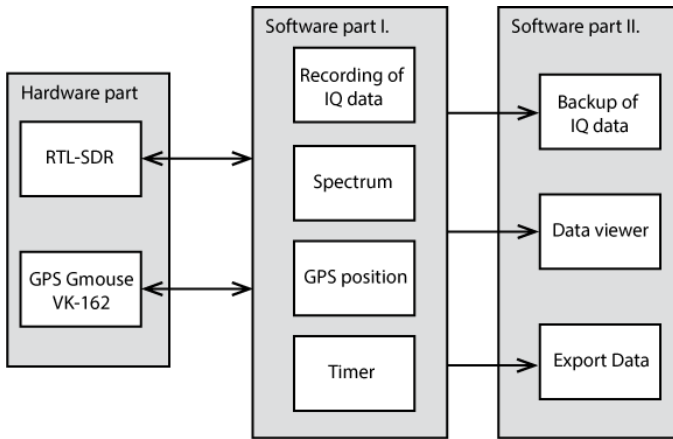 Hardware part
RTL-SDR
GPS Gmouse
VK-162
Software part I.
Recording of
IQ data
Spectrum
GPS position
Timer
Software part II.
Backup of
IQ data
Data viewer
Export Data